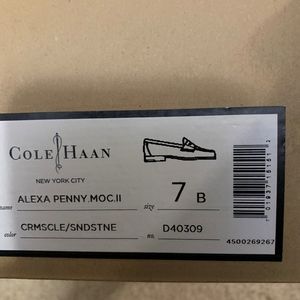 COLE HAAN
NEW YORK CITY
name ALEXA PENNY.MOC.II size 7 B
color CRMSCLE/SNDSTNE no. D40309
4500269267